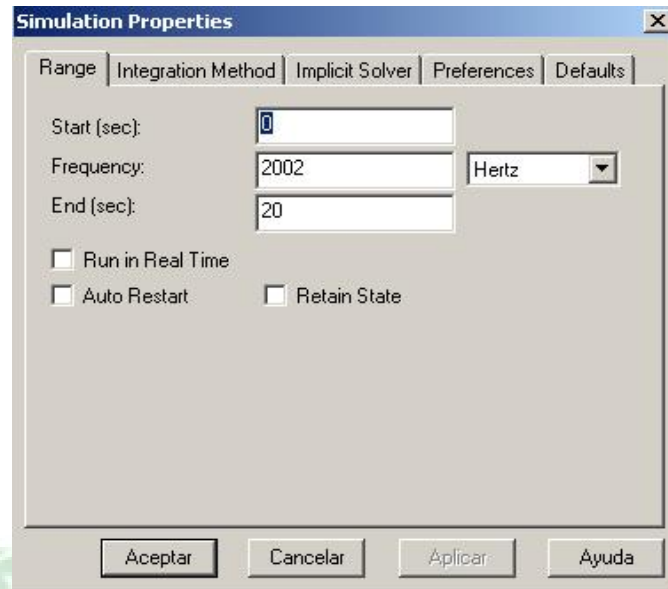 Simulation Properties
Range Integration Method Implicit Solver Preferences Defaults
Start (sec): 0
Frequency: 2002 Hertz
End (sec): 20
Run in Real Time
Auto Restart Retain State
Aceptar Cancelar Aplicar Ayuda